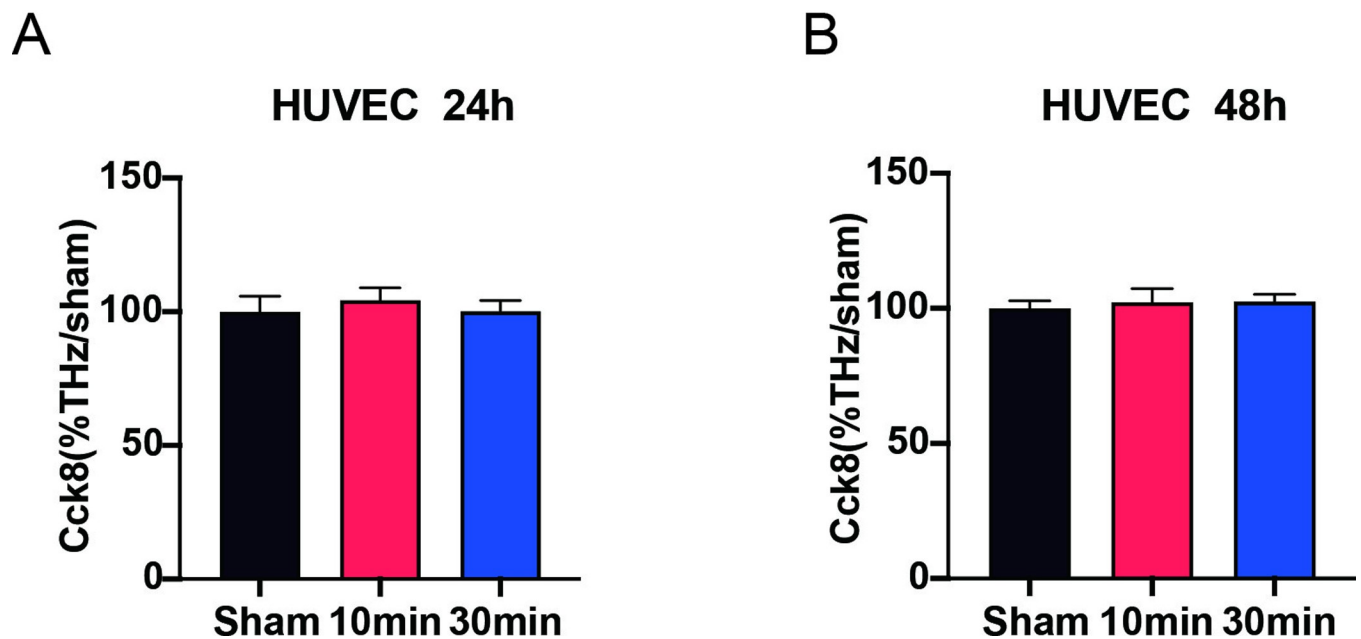 A
HUVEC 24h
Cck8(%THz/sham)
150
100
50
0
Sham 10min 30min
B
HUVEC 48h
Cck8(%THz/sham)
150
100
50
0
Sham 10min 30min